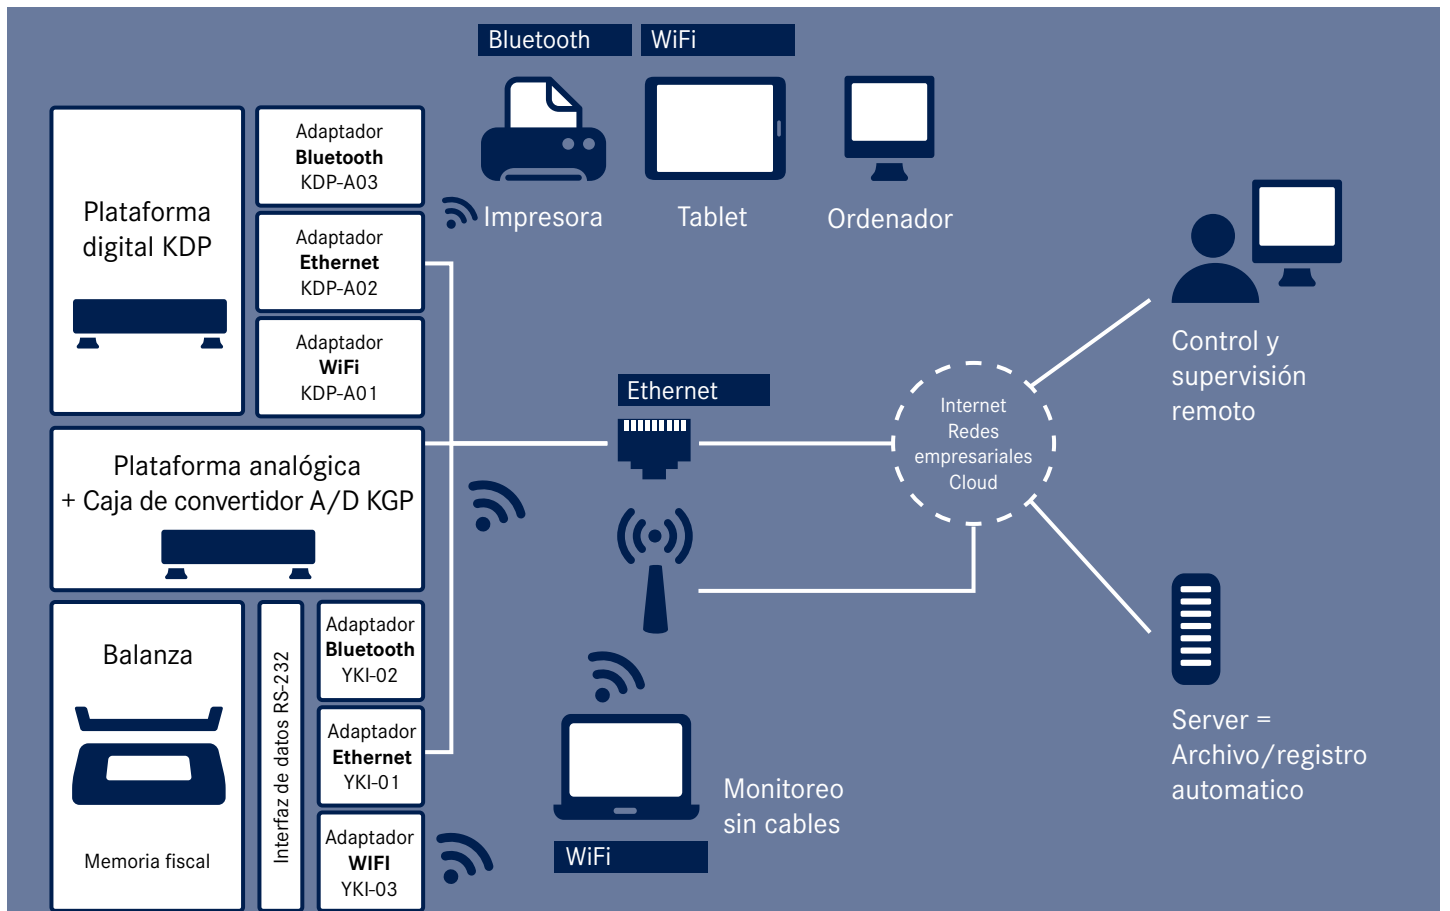 Bluetooth
WiFi
Impresora
Tablet
Ordenador
Plataforma
digital KDP
Adaptador
Bluetooth
KDP-A03
Adaptador
Ethernet
KDP-A02
Adaptador
WiFi
KDP-A01
Plataforma analógica
+ Caja de convertidor A/D KGP
Balanza
Memoria fiscal
Interfaz de datos RS-232
Adaptador
Bluetooth
YKI-02
Adaptador
Ethernet
YKI-01
Adaptador
WIFI
YKI-03
Ethernet
Monitoreo
sin cables
WiFi
Internet
Redes
empresariales
Cloud
Control y
supervisión
remoto
Server =
Archivo/registro
automatico